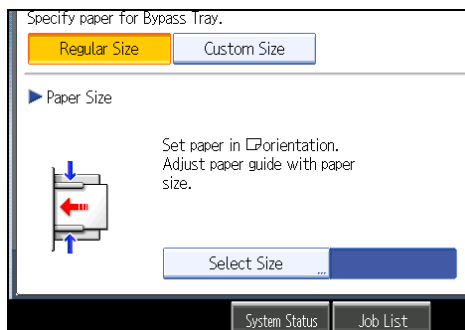 Specify paper for Bypass Tray.
Regular Size
Custom Size
Paper Size
Set paper in orientation.
Adjust paper guide with paper
size.
Select Size
System Status
Job List